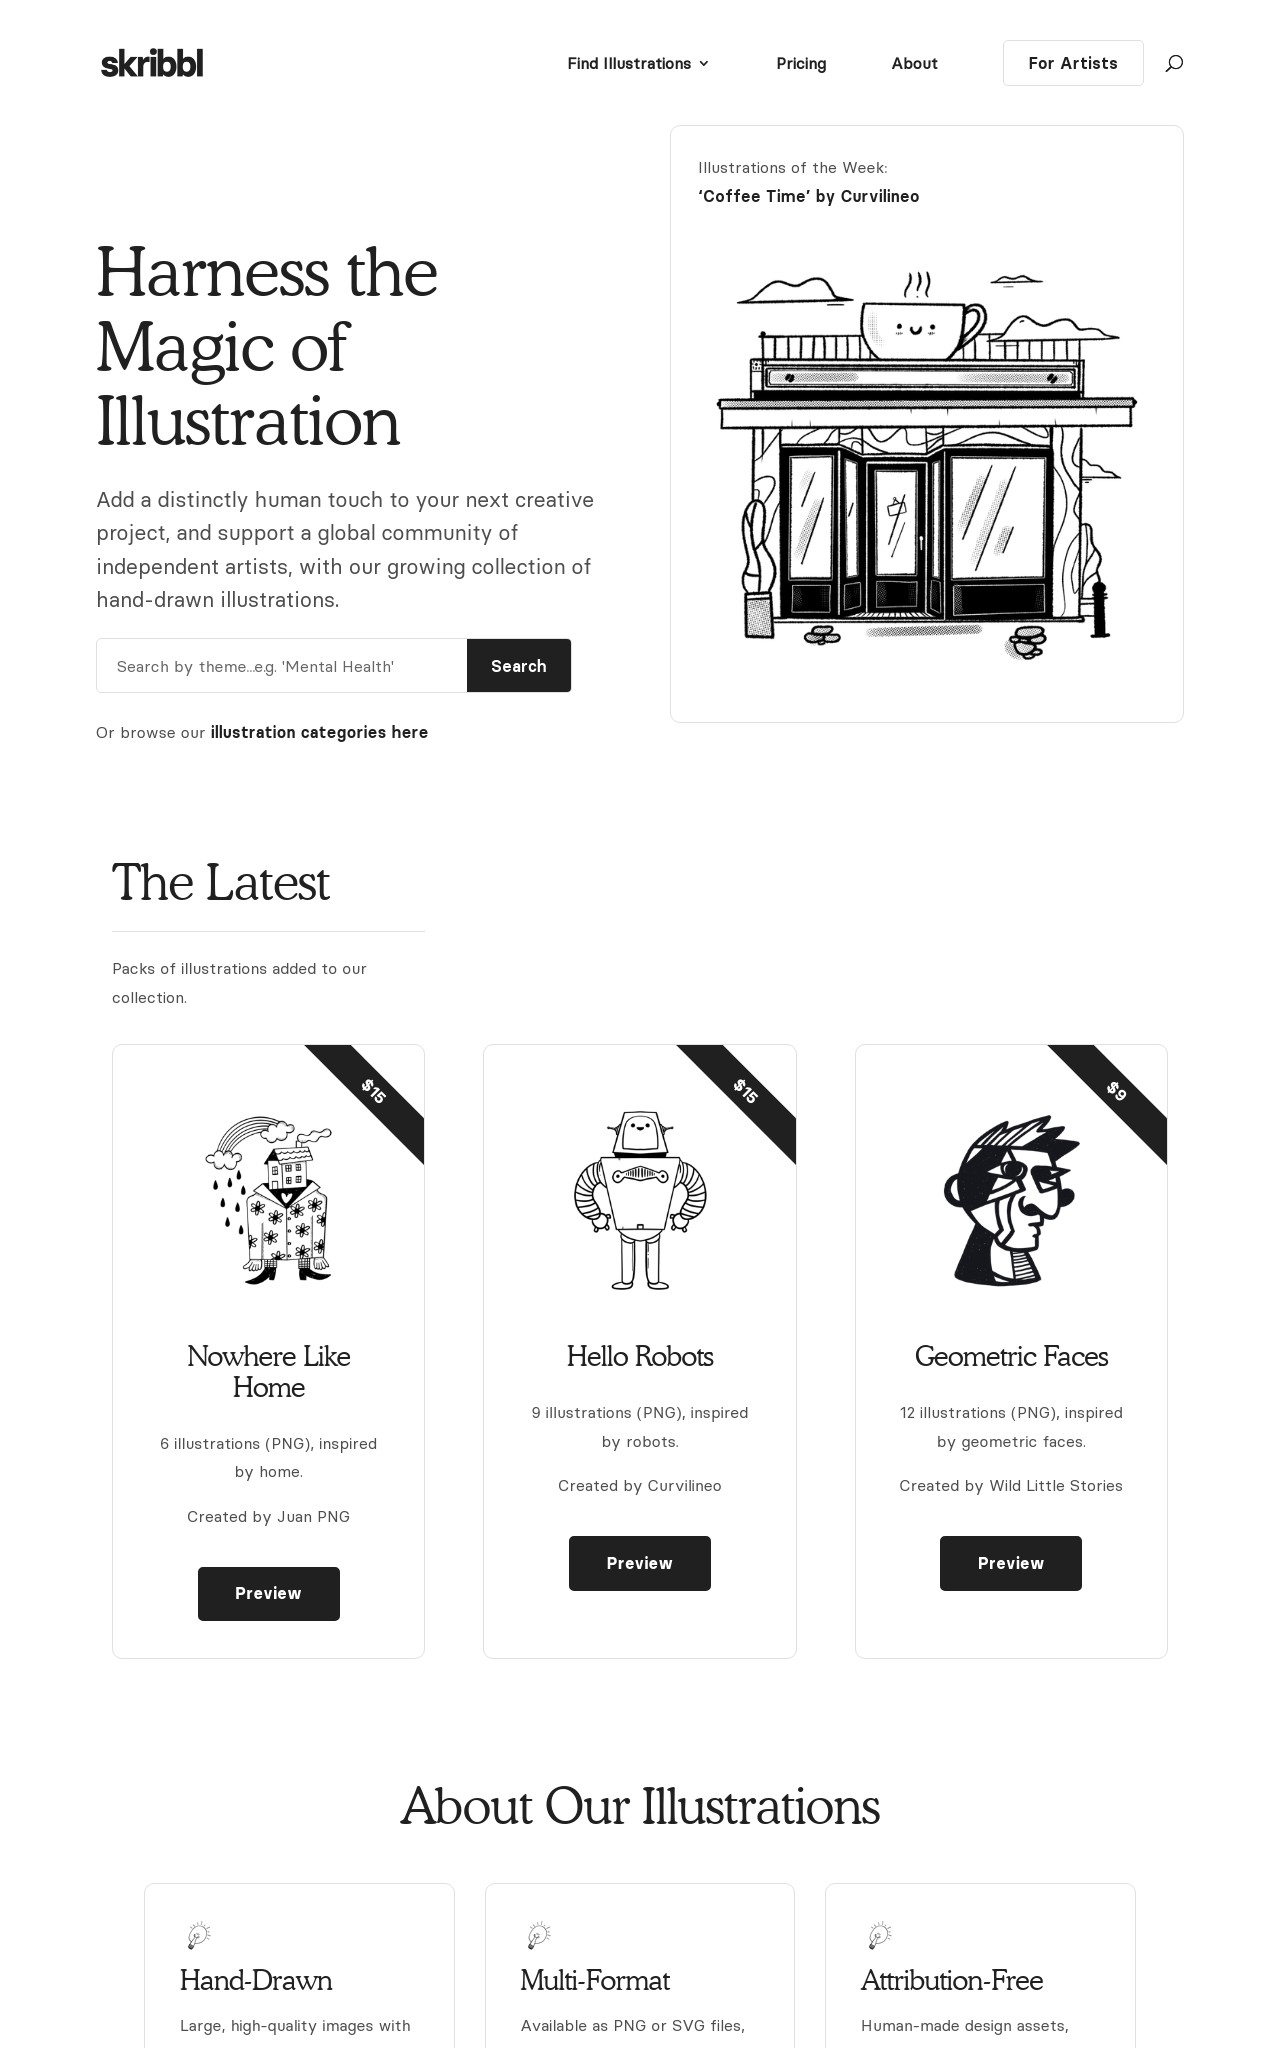 skribbl
Find Illustrations
Pricing
About
For Artists
Illustrations of the Week:
‘Coffee Time’ by Curvilineo
Harness the
Magic of
Illustration
Add a distinctly human touch to your next creative
project, and support a global community of
independent artists, with our growing collection of
hand-drawn illustrations.
Search by theme...e.g. 'Mental Health'
Search
Or browse our illustration categories here
The Latest
Packs of illustrations added to our
collection.
$15
Nowhere Like
Home
6 illustrations (PNG), inspired
by home.
Created by Juan PNG
Preview
$15
Hello Robots
9 illustrations (PNG), inspired
by robots.
Created by Curvilineo
Preview
$9
Geometric Faces
12 illustrations (PNG), inspired
by geometric faces.
Created by Wild Little Stories
Preview
About Our Illustrations
Hand-Drawn
Large, high-quality images with
Multi-Format
Available as PNG or SVG files,
Attribution-Free
Human-made design assets,